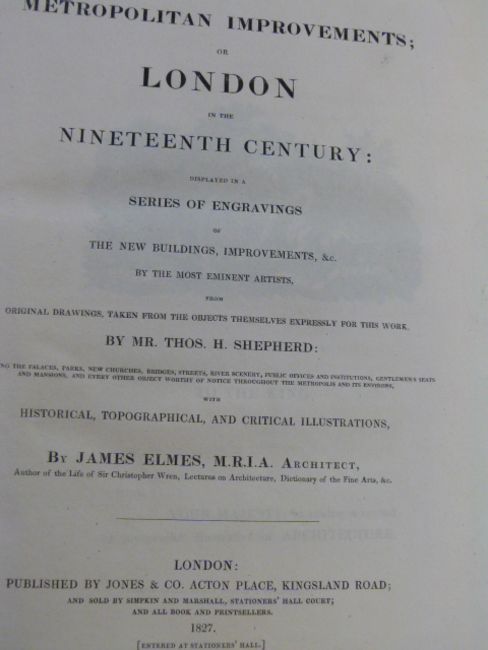 METROPOLITAN IMPROVEMENTS;
OR
LONDON
IN THE
NINETEENTH CENTURY:
DISPLAYED IN A
SERIES OF ENGRAVINGS
OF
THE NEW BUILDINGS, IMPROVEMENTS, &c.
BY THE MOST EMINENT ARTISTS,
FROM
ORIGINAL DRAWINGS, TAKEN FROM THE OBJECTS THEMSELVES EXPRESSLY FOR THIS WORK,
BY MR. THOS. H. SHEPHERD:
THE PALACES, PARKS, NEW CHURCHES, BRIDGES, STREETS, RIVER SCENERY, PUBLIC OFFICES AND INSTITUTIONS, GENTLEMEN'S SEATS
AND MANSIONS, AND EVERY OTHER OBJECT WORTHY OF NOTICE THROUGHOUT THE METROPOLIS AND ITS ENVIRONS,
WITH
HISTORICAL, TOPOGRAPHICAL, AND CRITICAL ILLUSTRATIONS,
BY JAMES ELMES, M.R.I.A. ARCHITECT,
Author of the Life of Sir Christopher Wren, Lectures on Architecture, Dictionary of the Fine Arts, &c.
LONDON:
PUBLISHED BY JONES & CO. ACTON PLACE, KINGSLAND ROAD;
AND SOLD BY SIMPKIN AND MARSHALL, STATIONERS' HALL COURT;
AND ALL BOOK AND PRINTSELLERS.
1827.
[ENTERED AT STATIONERS' HALL.]